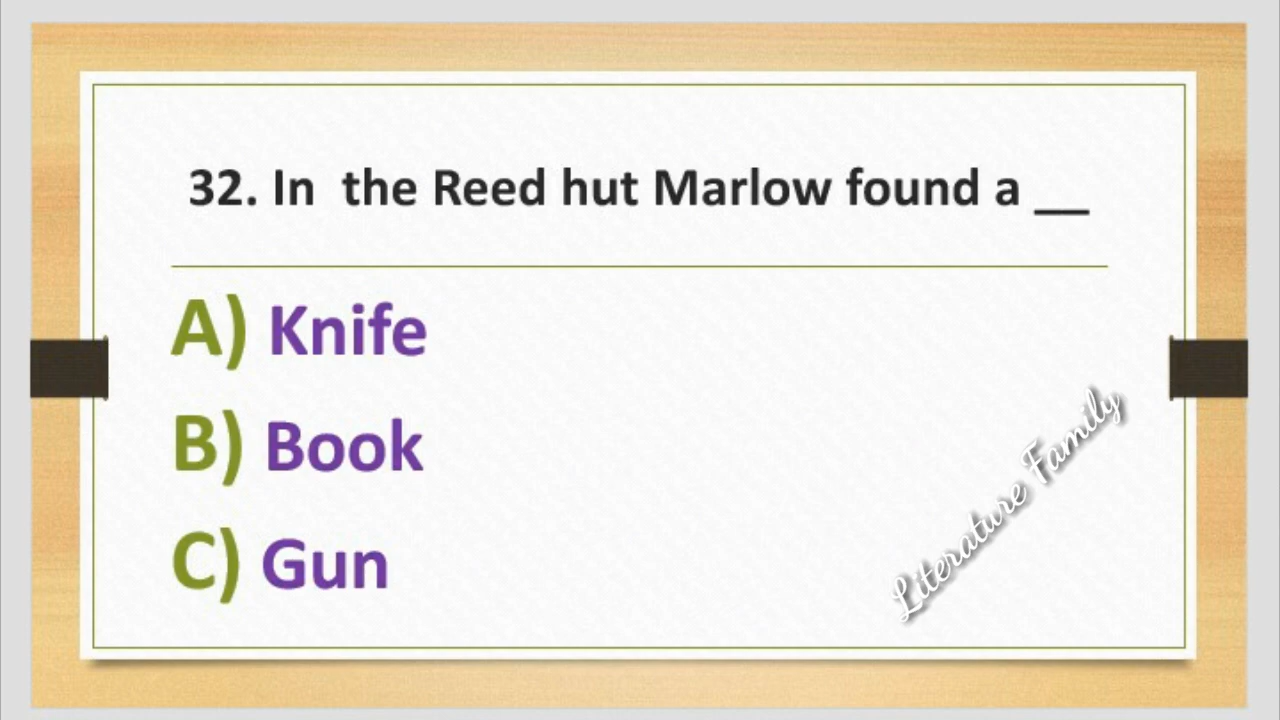 32. In the Reed hut Marlow found a __
A) Knife
B) Book
C) Gun
Literature Family